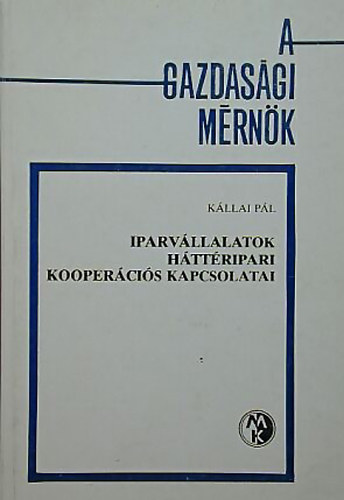 A
GAZDASÁGI
MÉRNÖK
KÁLLAI PÁL
IPARVÁLLALATOK
HÁTTÉRIPARI
KOOPERÁCIÓS KAPCSOLATAI
MK